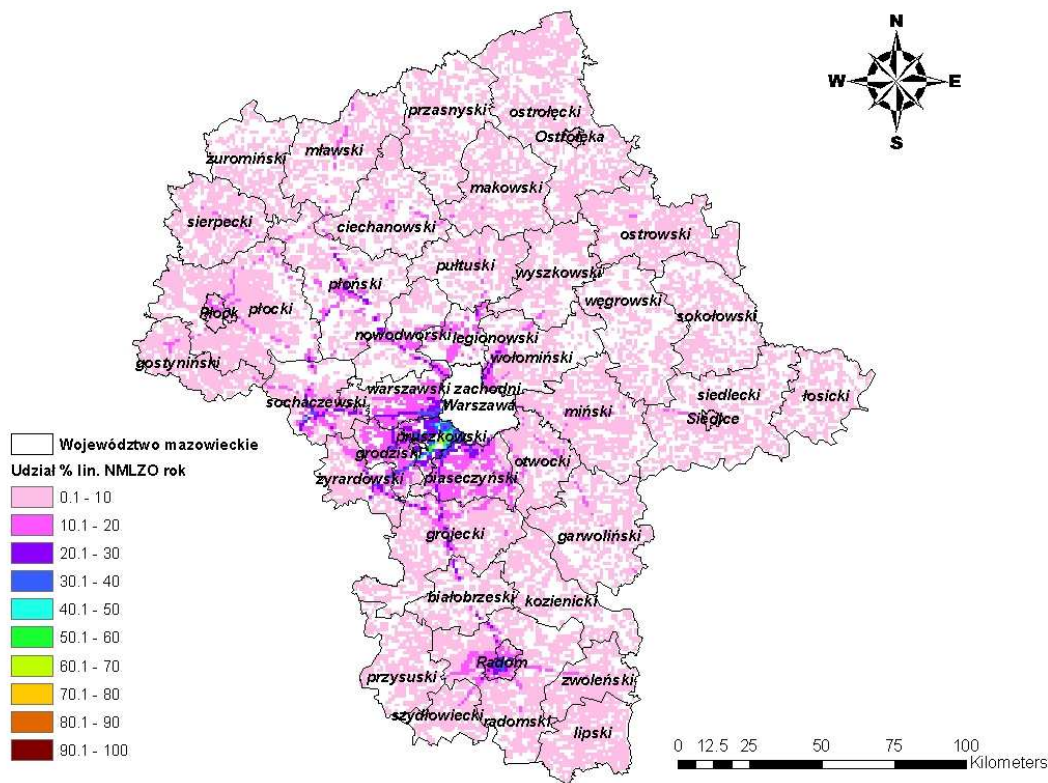 N
W E
S
przasnyski
ostrołęcki
Ostrołęka
mławski
żuromiński
makowski
sierpecki
ciechanowski
ostrowski
pułtuski
wyszkowski
płoński
węgrowski
Płock płocki
sokołowski
nowodworski legionowski
gostyniński
wołomiński
warszawski zachodni
siedlecki
sochaczewski
Warszawa
miński
łosicki
Siedlce
pruszkowski
grodziski
otwocki
żyrardowski piaseczyński
grójecki
garwoliński
białobrzeski
kozienicki
Radom
przysuski
zwoleński
szydłowiecki
radomski
lipski
Województwo mazowieckie
Udział % lin. NMLZO rok
0.1 - 10
10.1 - 20
20.1 - 30
30.1 - 40
40.1 - 50
50.1 - 60
60.1 - 70
70.1 - 80
80.1 - 90
90.1 - 100
0 12.5 25 50 75 100
Kilometers